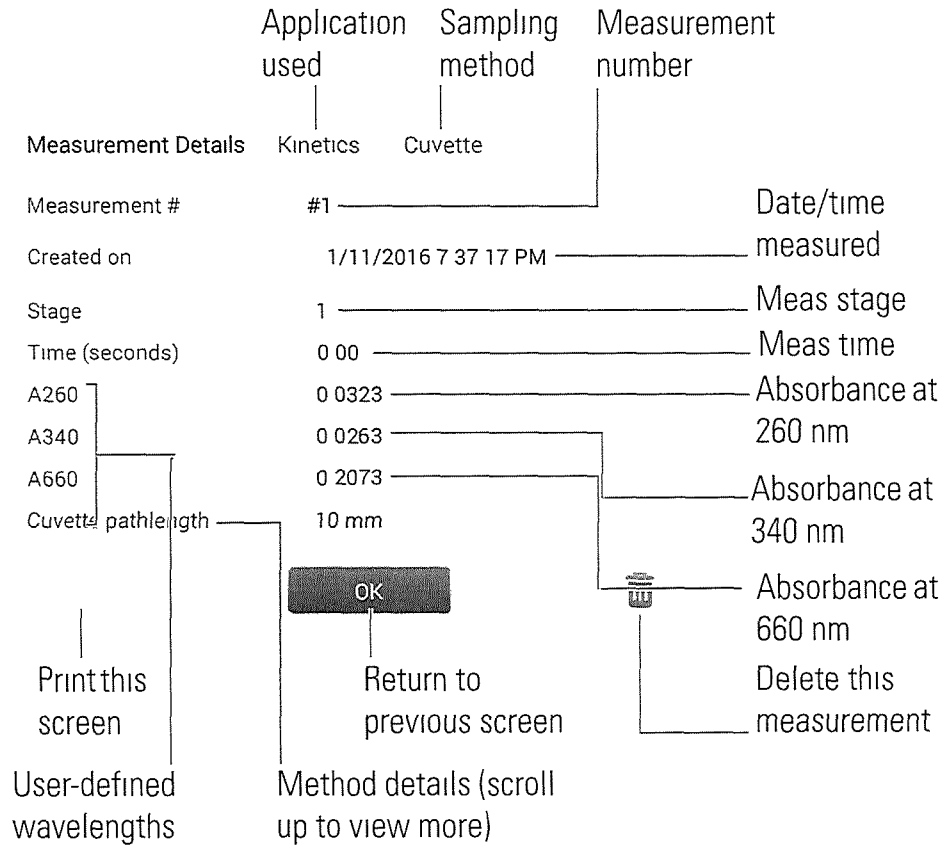 Application used
Sampling method
Measurement number
Measurement Details Kinetics Cuvette
Measurement # #1
Date/time measured
Created on 1/11/2016 7 37 17 PM
Stage 1
Meas stage
Time (seconds) 0 00
Meas time
A260 0 0323
Absorbance at 260 nm
A340 0 0263
A660 0 2073
Absorbance at 340 nm
Cuvette pathlength 10 mm
OK
Absorbance at 660 nm
Print this screen
Return to previous screen
Delete this measurement
User-defined wavelengths
Method details (scroll up to view more)